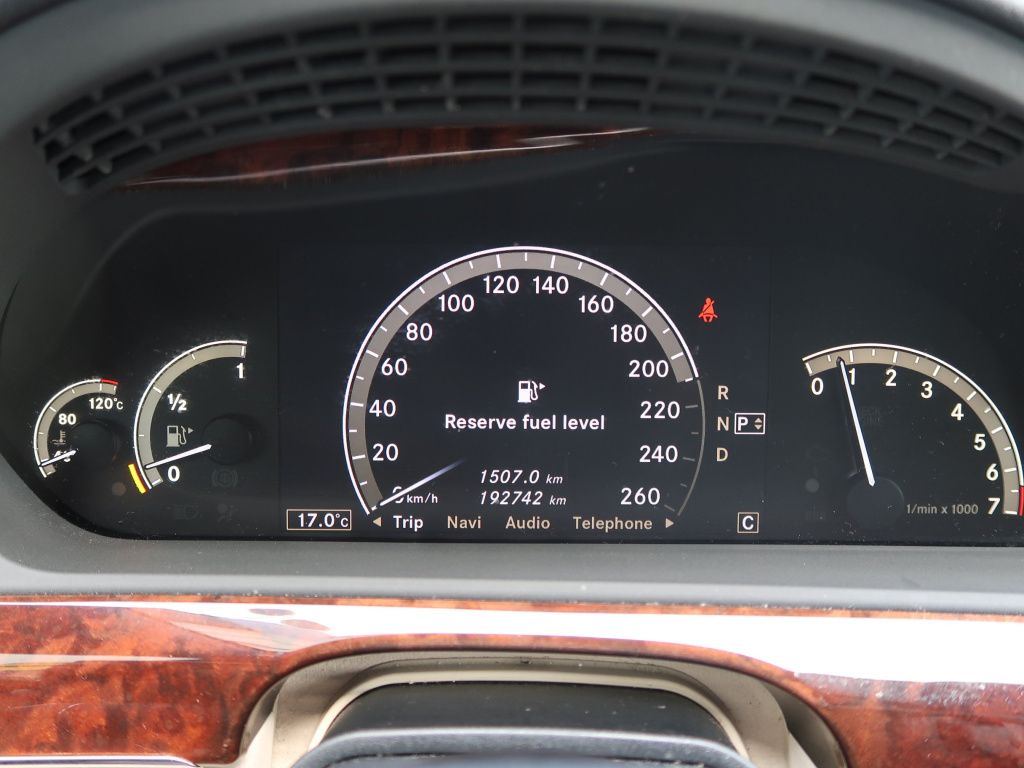 120 140
100 160
80 180
60 200
40 220
20 240
260
km/h
Reserve fuel level
1507.0 km
192742 km
Trip Navi Audio Telephone
17.0°C
C
R
N P
D
120°C
80
1
1/2
0
0 1 2 3 4 5 6 7
1/min x 1000